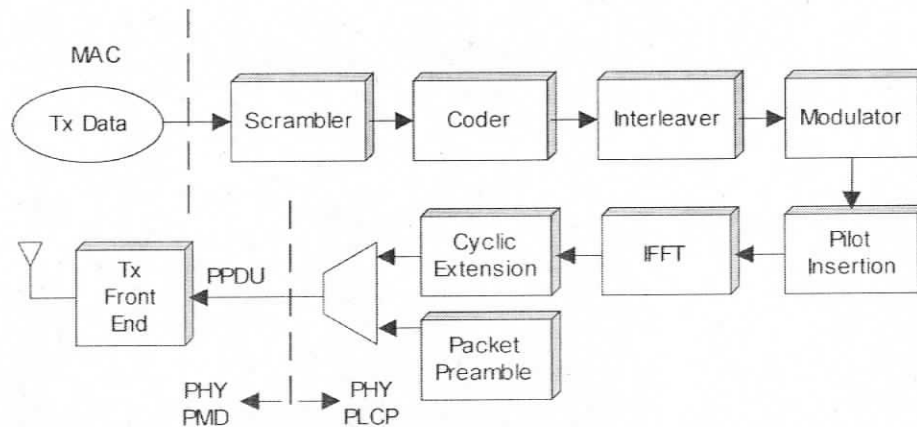 MAC
Tx Data
Scrambler
Coder
Interleaver
Modulator
Tx
Front
End
PPDU
Cyclic
Extension
IFFT
Pilot
Insertion
Packet
Preamble
PHY
PMD
PHY
PLCP